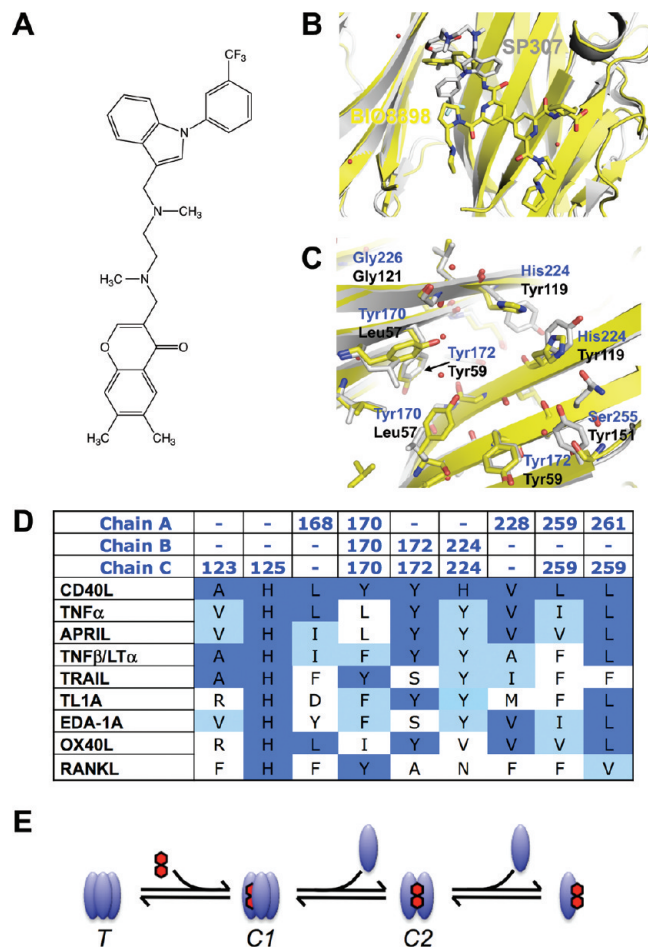 A
CF₃
N
N
CH₃
H₃C
N
O
O
H₃C
CH₃
B
SP307
BIO8898
C
Gly226
Gly121
His224
Tyr119
Tyr170
Leu57
Tyr172
Tyr59
His224
Tyr119
Tyr170
Leu57
Ser255
Tyr151
Tyr172
Tyr59
D
Chain A - - 168 170 - - 228 259 261
Chain B - - - 170 172 224 - - -
Chain C 123 125 - 170 172 224 - 259 259
CD40L A H L Y Y H V L L
TNFα V H L L Y Y V I L
APRIL V H I L Y Y V V L
TNFβ/LTα A H I F Y Y A F L
TRAIL A H F Y S Y I F F
TL1A R H D F Y Y M F L
EDA-1A V H Y F S Y V I L
OX40L R H L I Y V V V L
RANKL F H F Y A N F F V
E
T C1 C2